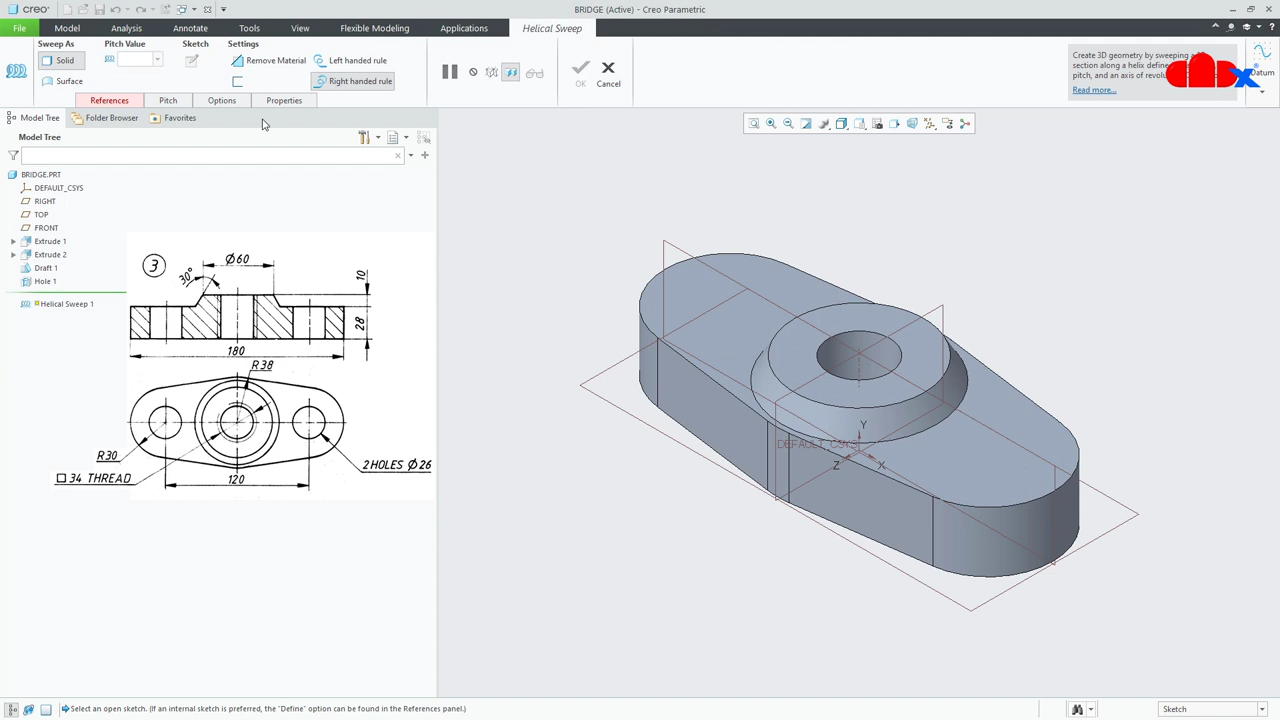 creo
BRIDGE (Active) - Creo Parametric
File Model Analysis Annotate Tools View Flexible Modeling Applications Helical Sweep
Sweep As Pitch Value Sketch Settings
Solid Remove Material Left handed rule
Surface Right handed rule
OK Cancel
Create 3D geometry by sweeping a
section along a helix defined
pitch, and an axis of revolu
Read more...
Datum
References Pitch Options Properties
Model Tree Folder Browser Favorites
Model Tree
BRIDGE.PRT
DEFAULT_CSYS
RIGHT
TOP
FRONT
Extrude 1
Extrude 2
Draft 1
Hole 1
Helical Sweep 1
3
30°
Ø60
10
28
180
R38
R30
□34 THREAD
120
2HOLES Ø26
DEFAULT_CSYS
Y
Z
X
Select an open sketch. (If an internal sketch is preferred, the "Define" option can be found in the References panel.)
Sketch